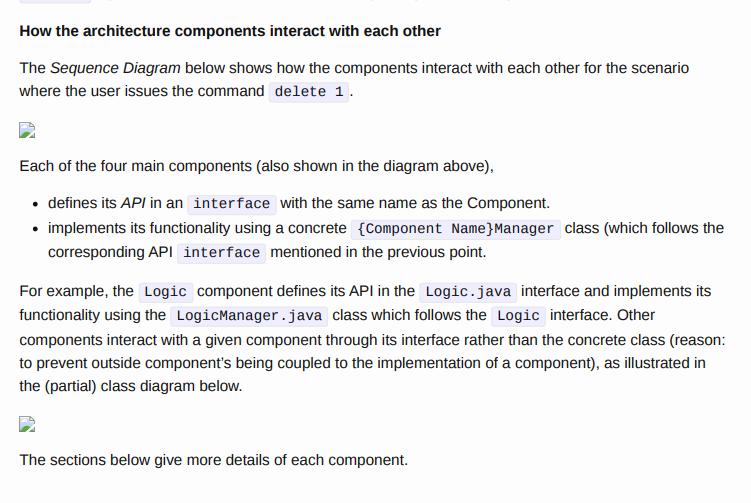 How the architecture components interact with each other
The Sequence Diagram below shows how the components interact with each other for the scenario
where the user issues the command delete 1.
Each of the four main components (also shown in the diagram above),
• defines its API in an interface with the same name as the Component.
• implements its functionality using a concrete {Component Name}Manager class (which follows the
corresponding API interface mentioned in the previous point.
For example, the Logic component defines its API in the Logic.java interface and implements its
functionality using the LogicManager.java class which follows the Logic interface. Other
components interact with a given component through its interface rather than the concrete class (reason:
to prevent outside component's being coupled to the implementation of a component), as illustrated in
the (partial) class diagram below.
The sections below give more details of each component.